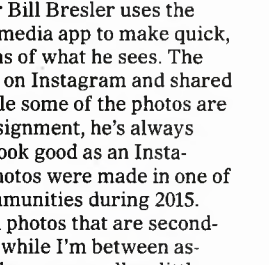 r Bill Bresler uses the
media app to make quick,
ns of what he sees. The
on Instagram and shared
le some of the photos are
signment, he's always
ook good as an Insta-
hotos were made in one of
mmunities during 2015.
photos that are second-
while I'm between as-